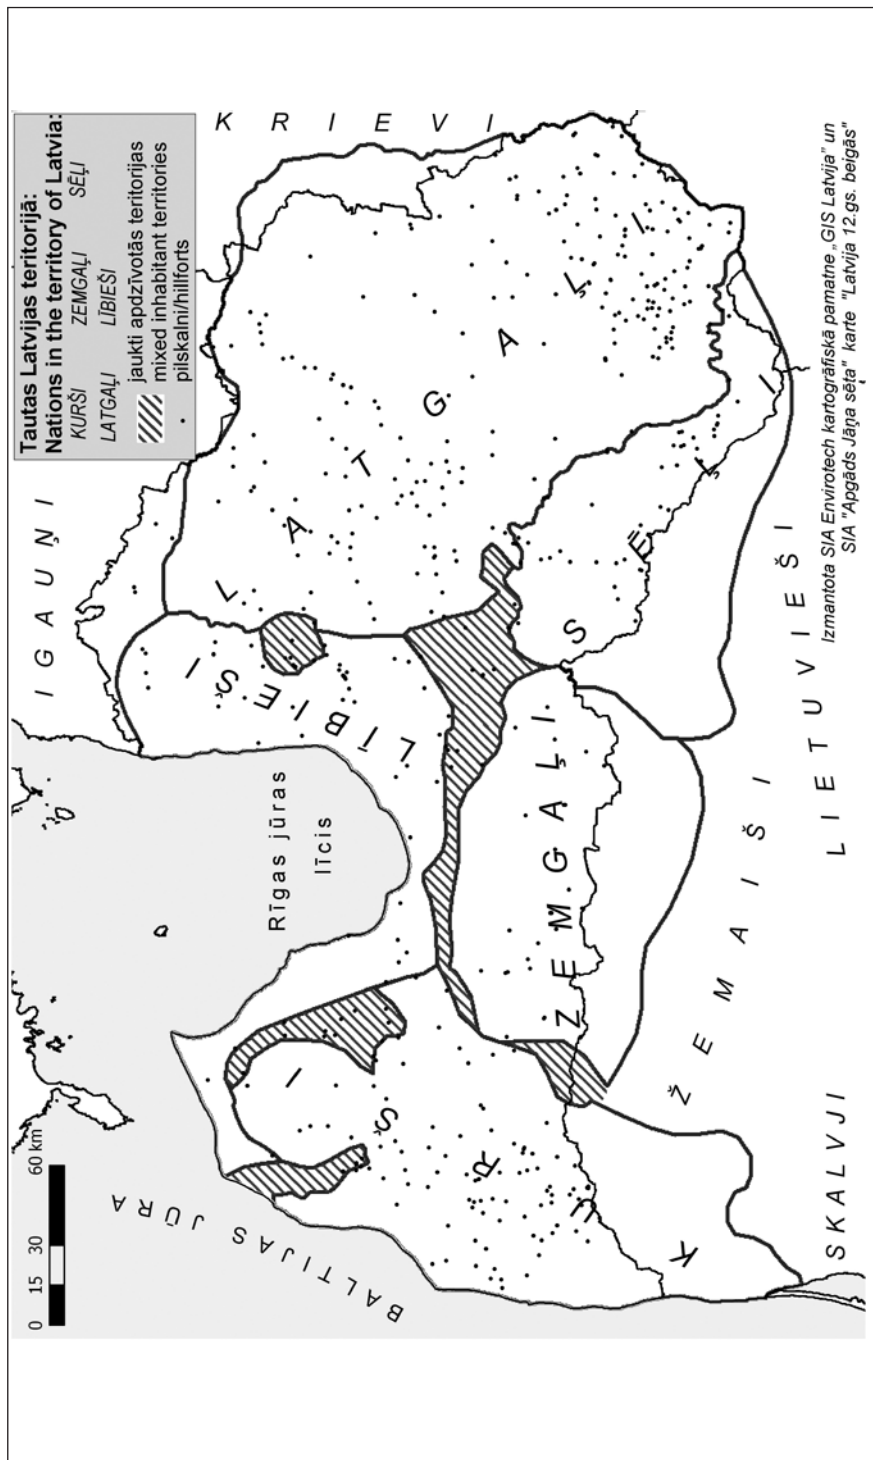 Tautas Latvijas teritorijā:
Nations in the territory of Latvia:
KURŠI ZEMGAĻI SĒĻI
LATGAĻI LĪBIEŠI
jaukti apdzīvotās teritorijas
mixed inhabitant territories
pilskalni/hillforts
0 15 30 60 km
BALTIJAS JŪRA
Rīgas jūras
līcis
IGAUŅI
KRIEVI
LĪBIEŠI
LATGAĻI
KURŠI
ZEMGAĻI
SĒĻI
ŽEMAIŠI
LIETUVIEŠI
SKALVJI
Izmantota SIA Envirotech kartogrāfiskā pamatne „GIS Latvija" un
SIA "Apgāds Jāņa sēta" karte "Latvija 12.gs. beigās"